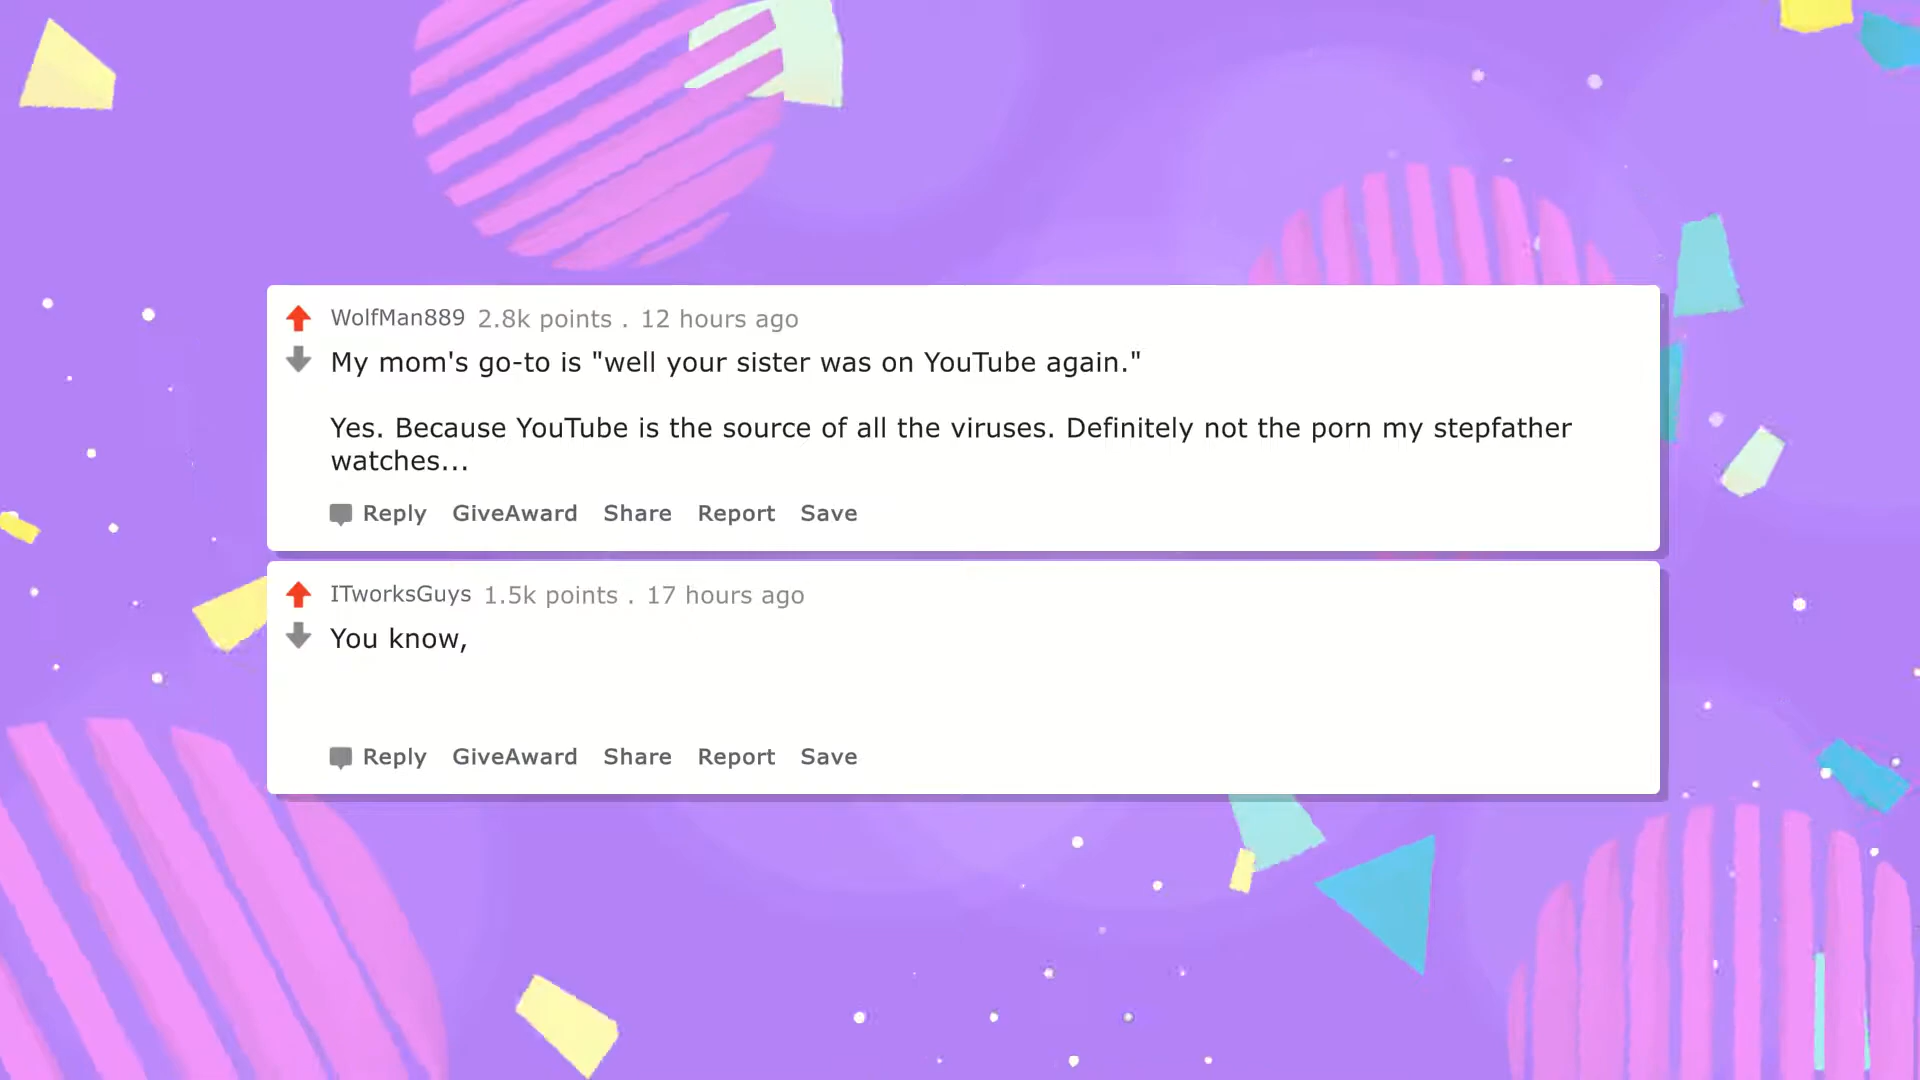 WolfMan889 2.8k points . 12 hours ago
My mom's go-to is "well your sister was on YouTube again."
Yes. Because YouTube is the source of all the viruses. Definitely not the porn my stepfather
watches...
Reply GiveAward Share Report Save
ITworksGuys 1.5k points . 17 hours ago
You know,
Reply GiveAward Share Report Save